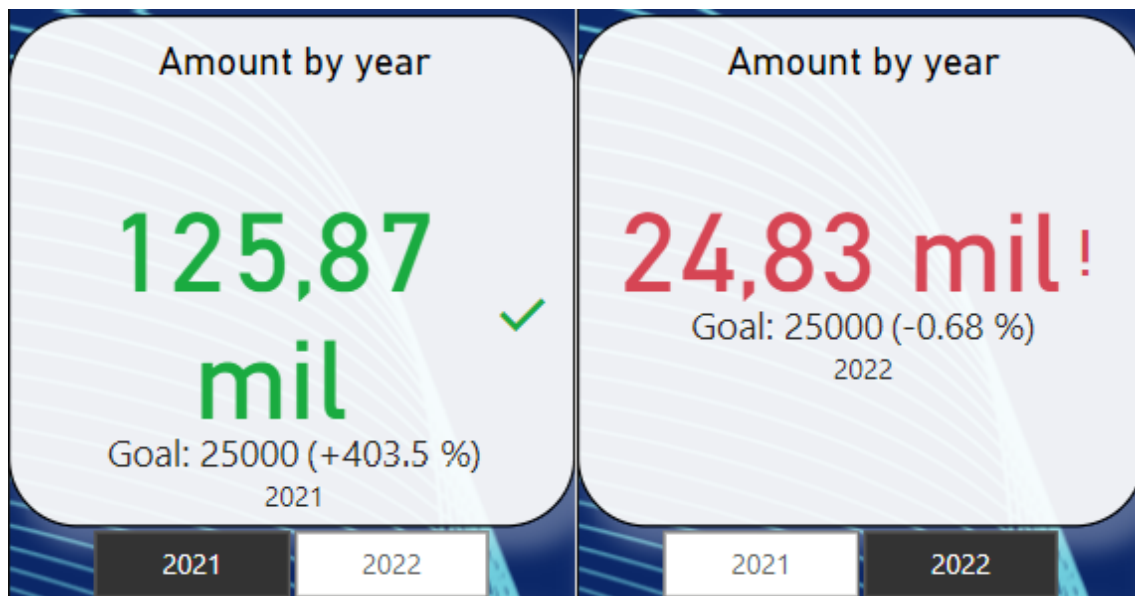 Amount by year
125,87
mil
Goal: 25000 (+403.5 %)
2021
2021 2022
Amount by year
24,83 mil !
Goal: 25000 (-0.68 %)
2022
2021 2022